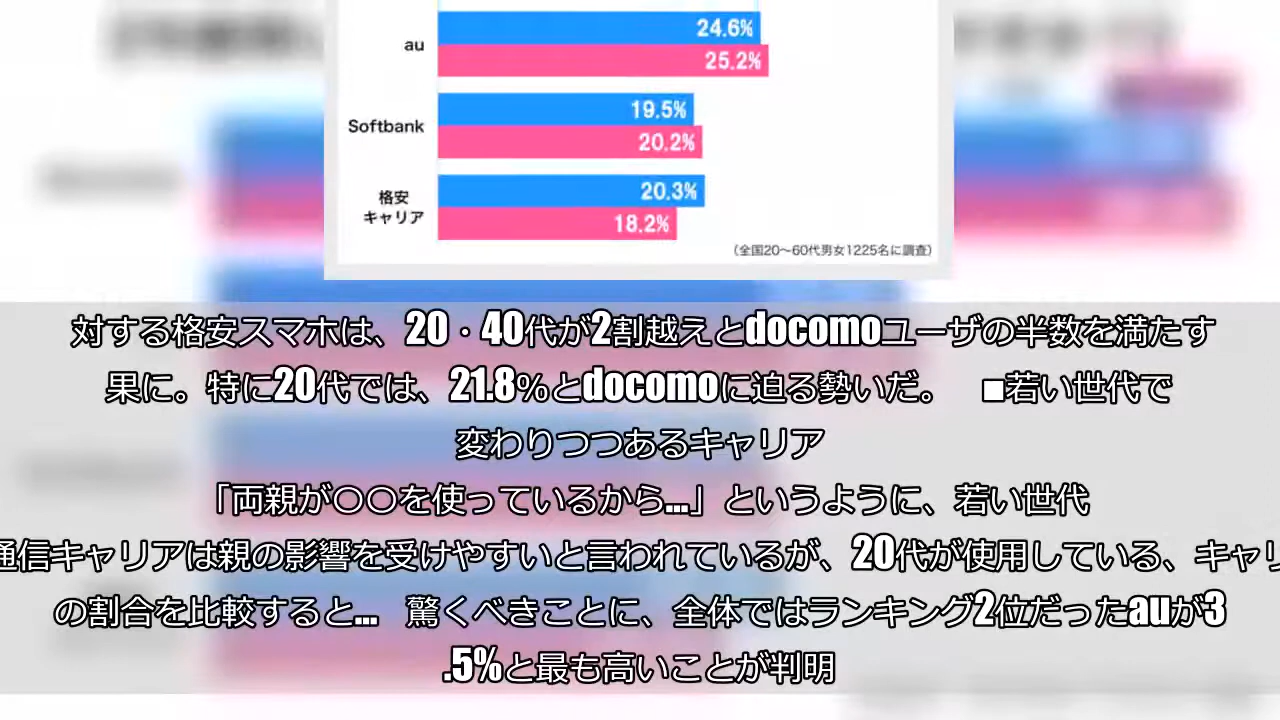 24.6%
au
25.2%
19.5%
Softbank
20.2%
20.3%
格安
キャリア
18.2%
(全国20〜60代男女1225名に調査)
対する格安スマホは、20・40代が2割越えとdocomoユーザの半数を満たす
果に。特に20代では、21.8%とdocomoに迫る勢いだ。 ■若い世代で
変わりつつあるキャリア
「両親が〇〇を使っているから…」というように、若い世代
通信キャリアは親の影響を受けやすいと言われているが、20代が使用している、キャリ
の割合を比較すると… 驚くべきことに、全体ではランキング2位だったauが3
.5%と最も高いことが判明